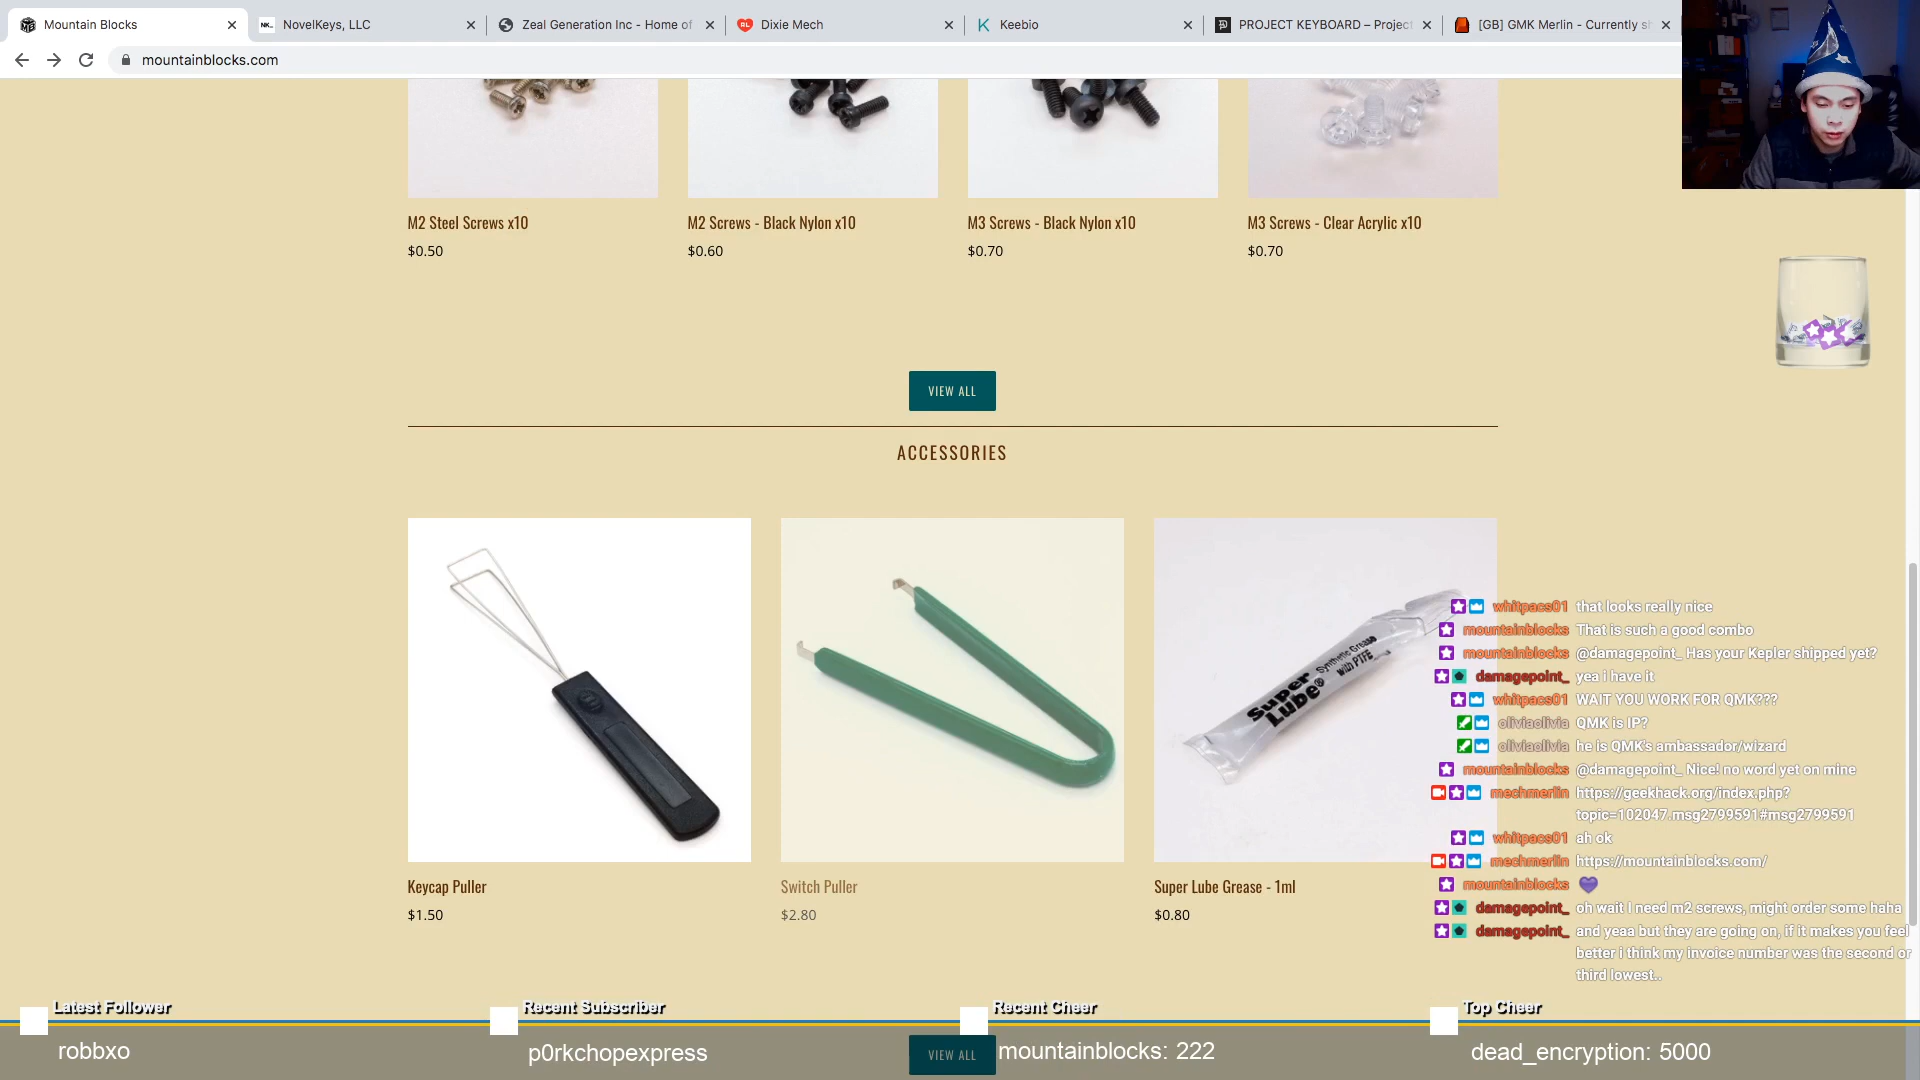 Mountain Blocks
NovelKeys, LLC
Zeal Generation Inc - Home of
Dixie Mech
Keebio
PROJECT KEYBOARD – Project
[GB] GMK Merlin - Currently sh
mountainblocks.com
M2 Steel Screws x10
$0.50
M2 Screws - Black Nylon x10
$0.60
M3 Screws - Black Nylon x10
$0.70
M3 Screws - Clear Acrylic x10
$0.70
VIEW ALL
ACCESSORIES
Super Lube® Synthetic Grease with PTFE
Keycap Puller
$1.50
Switch Puller
$2.80
Super Lube Grease - 1ml
$0.80
whitpacs01 that looks really nice
mountainblocks That is such a good combo
mountainblocks @damagepoint_ Has your Kepler shipped yet?
damagepoint_ yea i have it
whitpacs01 WAIT YOU WORK FOR QMK???
oliviaolivia QMK is IP?
oliviaolivia he is QMK's ambassador/wizard
mountainblocks @damagepoint_ Nice! no word yet on mine
mechmerlin https://geekhack.org/index.php?
topic=102047.msg2799591#msg2799591
whitpacs01 ah ok
mechmerlin https://mountainblocks.com/
mountainblocks
damagepoint_ oh wait I need m2 screws, might order some haha
damagepoint_ and yeaa but they are going on, if it makes you feel
better i think my invoice number was the second or
third lowest..
Latest Follower
robbxo
Recent Subscriber
p0rkchopexpress
Recent Cheer
VIEW ALL
mountainblocks: 222
Top Cheer
dead_encryption: 5000